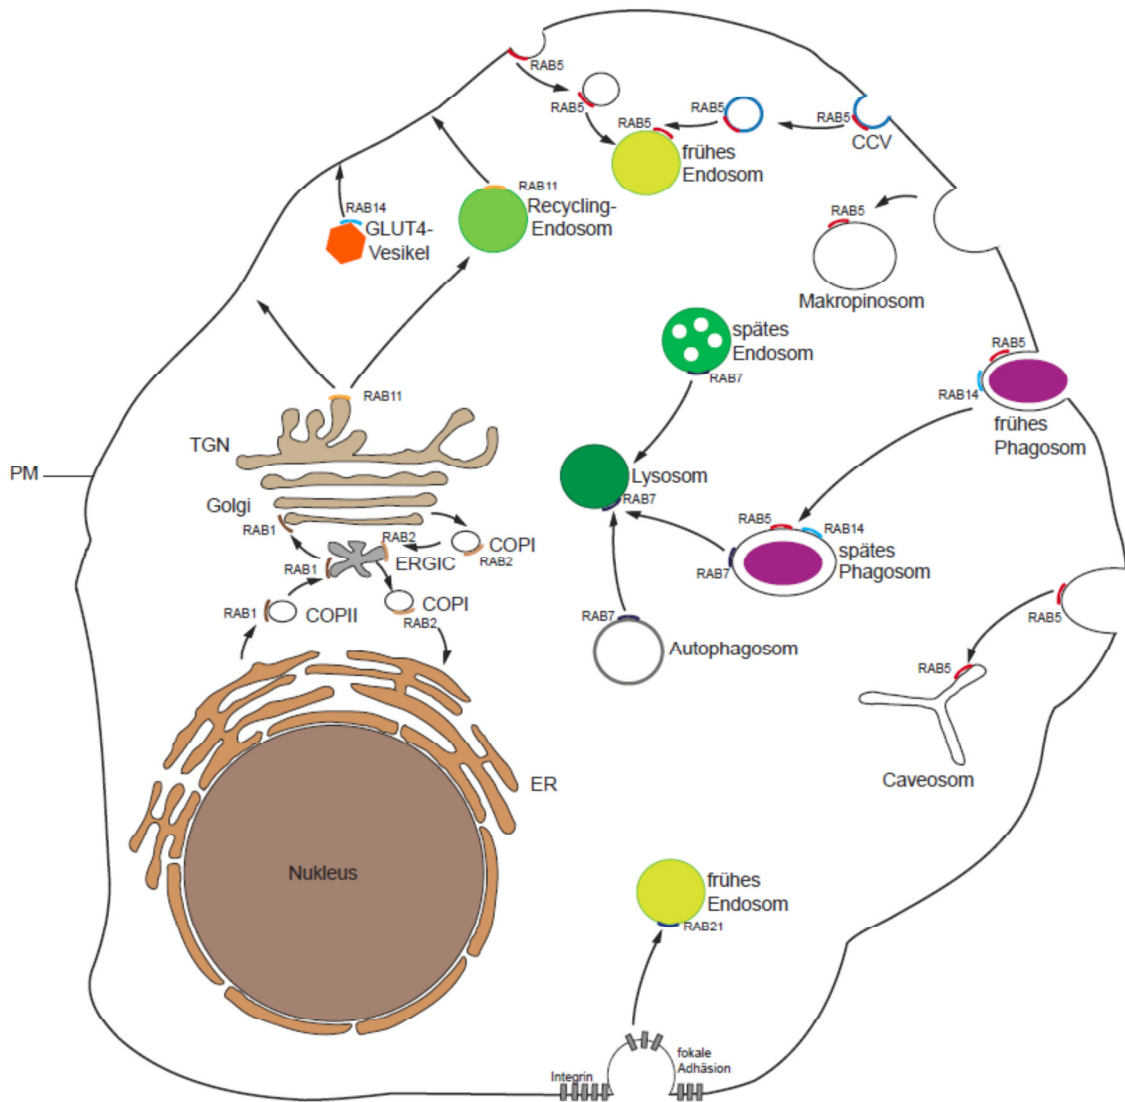 RAB5
RAB5
RAB5
RAB5
RAB5
CCV
frühes
Endosom
RAB11
Recycling-
Endosom
RAB14
GLUT4-
Vesikel
RAB5
Makropinosom
spätes
Endosom
RAB7
RAB5
RAB14
frühes
Phagosom
RAB11
TGN
PM
Lysosom
RAB7
Golgi
RAB1
RAB2
COPI
RAB2
ERGIC
RAB1
RAB5
RAB14
spätes
Phagosom
RAB7
RAB1
COPII
COPI
RAB2
RAB7
Autophagosom
RAB5
RAB5
Caveosom
ER
Nukleus
frühes
Endosom
RAB21
fokale
Adhäsion
Integrin